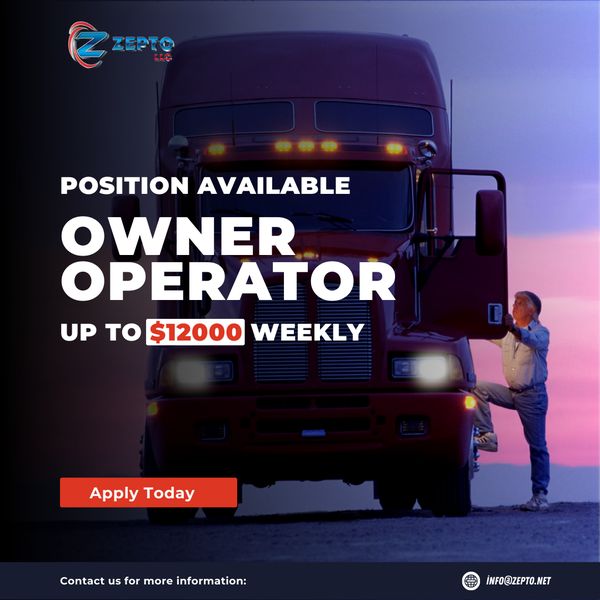 ZEPTO
LLC
POSITION AVAILABLE
OWNER
OPERATOR
UP TO $12000 WEEKLY
Apply Today
Contact us for more information:
INFO@ZEPTO.NET